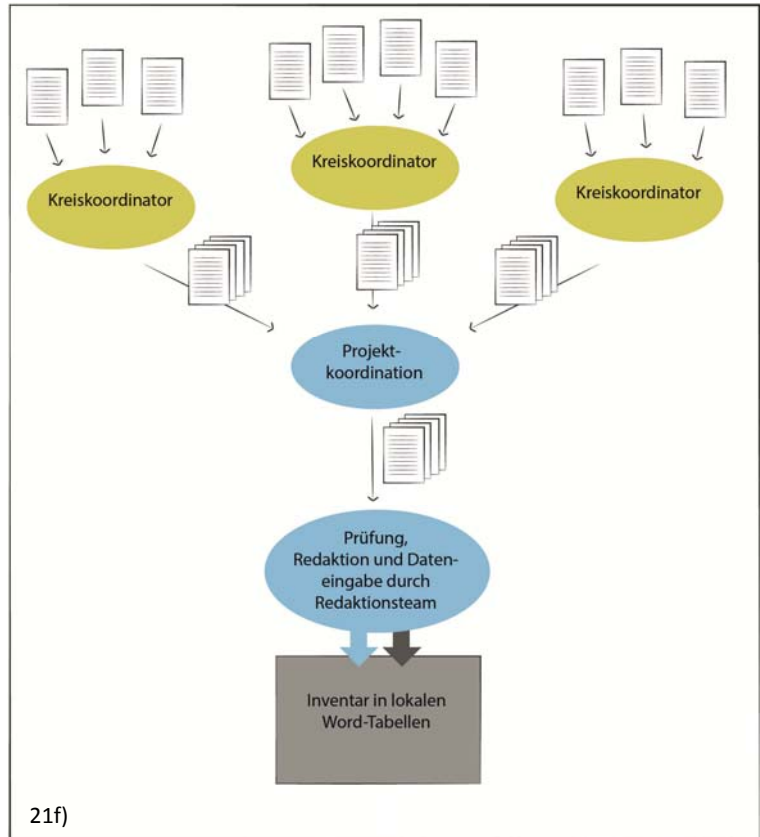 Kreiskoordinator
Kreiskoordinator
Kreiskoordinator
Projekt-
koordination
Prüfung,
Redaktion und Daten-
eingabe durch
Redaktionsteam
Inventar in lokalen
Word-Tabellen
21f)